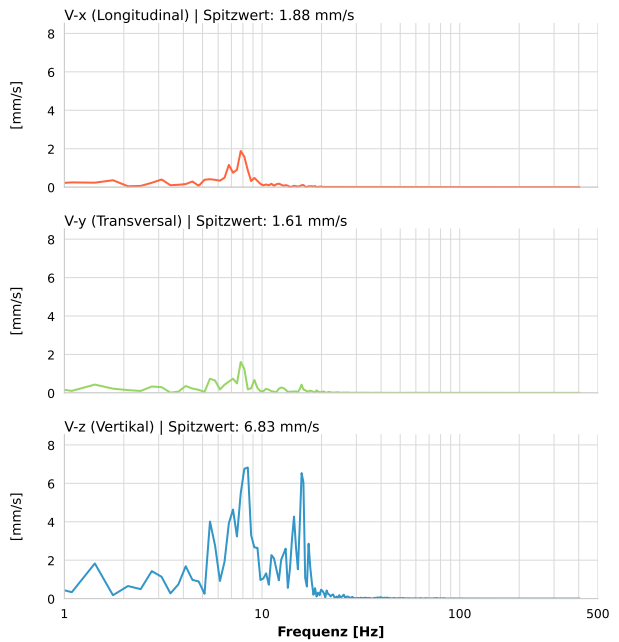 V-x (Longitudinal) | Spitzwert: 1.88 mm/s
8
6
4
2
0
[mm/s]
V-y (Transversal) | Spitzwert: 1.61 mm/s
8
6
4
2
0
[mm/s]
V-z (Vertikal) | Spitzwert: 6.83 mm/s
8
6
4
2
0
[mm/s]
1 10 100 500
Frequenz [Hz]